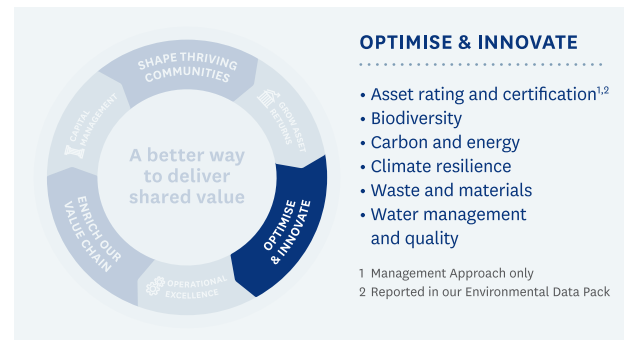 SHAPE THRIVING
COMMUNITIES
GROW ASSET
RETURNS
OPTIMISE
& INNOVATE
OPERATIONAL
EXCELLENCE
ENRICH OUR
VALUE CHAIN
CAPITAL
MANAGEMENT
A better way
to deliver
shared value
OPTIMISE & INNOVATE
• Asset rating and certification1,2
• Biodiversity
• Carbon and energy
• Climate resilience
• Waste and materials
• Water management
and quality
1 Management Approach only
2 Reported in our Environmental Data Pack